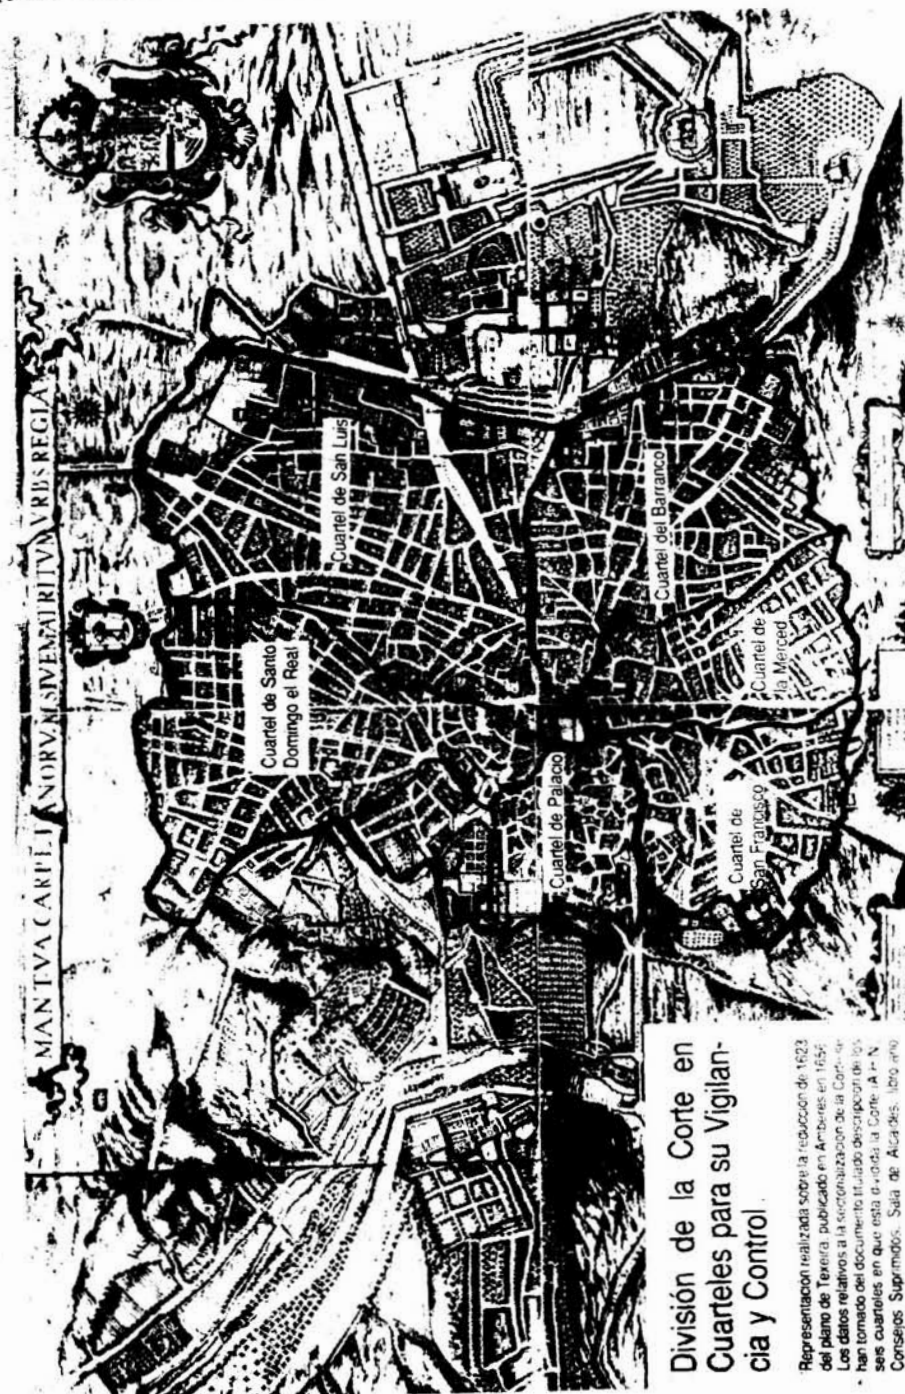 MANTVA CARPETANORVM SIVE MATRITVM VRBS REGIA
Cuartel de San Luis
Cuartel de Santo
Domingo el Real
Cuartel del Barranco
Cuartel de
la Merced
Cuartel de Palacio
Cuartel de
San Francisco
División de la Corte en
Cuarteles para su Vigilan-
cia y Control
Representación realizada sobre la reducción de 1623
del plano de Texera, publicado en Amberes en 1656
Los datos relativos a la sectorialización de la Corte se
han tomado del documento titulado descripción de los
seis cuarteles en que está dividida la Corte. A.H.N.
Consejos Suprimidos. Sala de Alcaldes, libro año